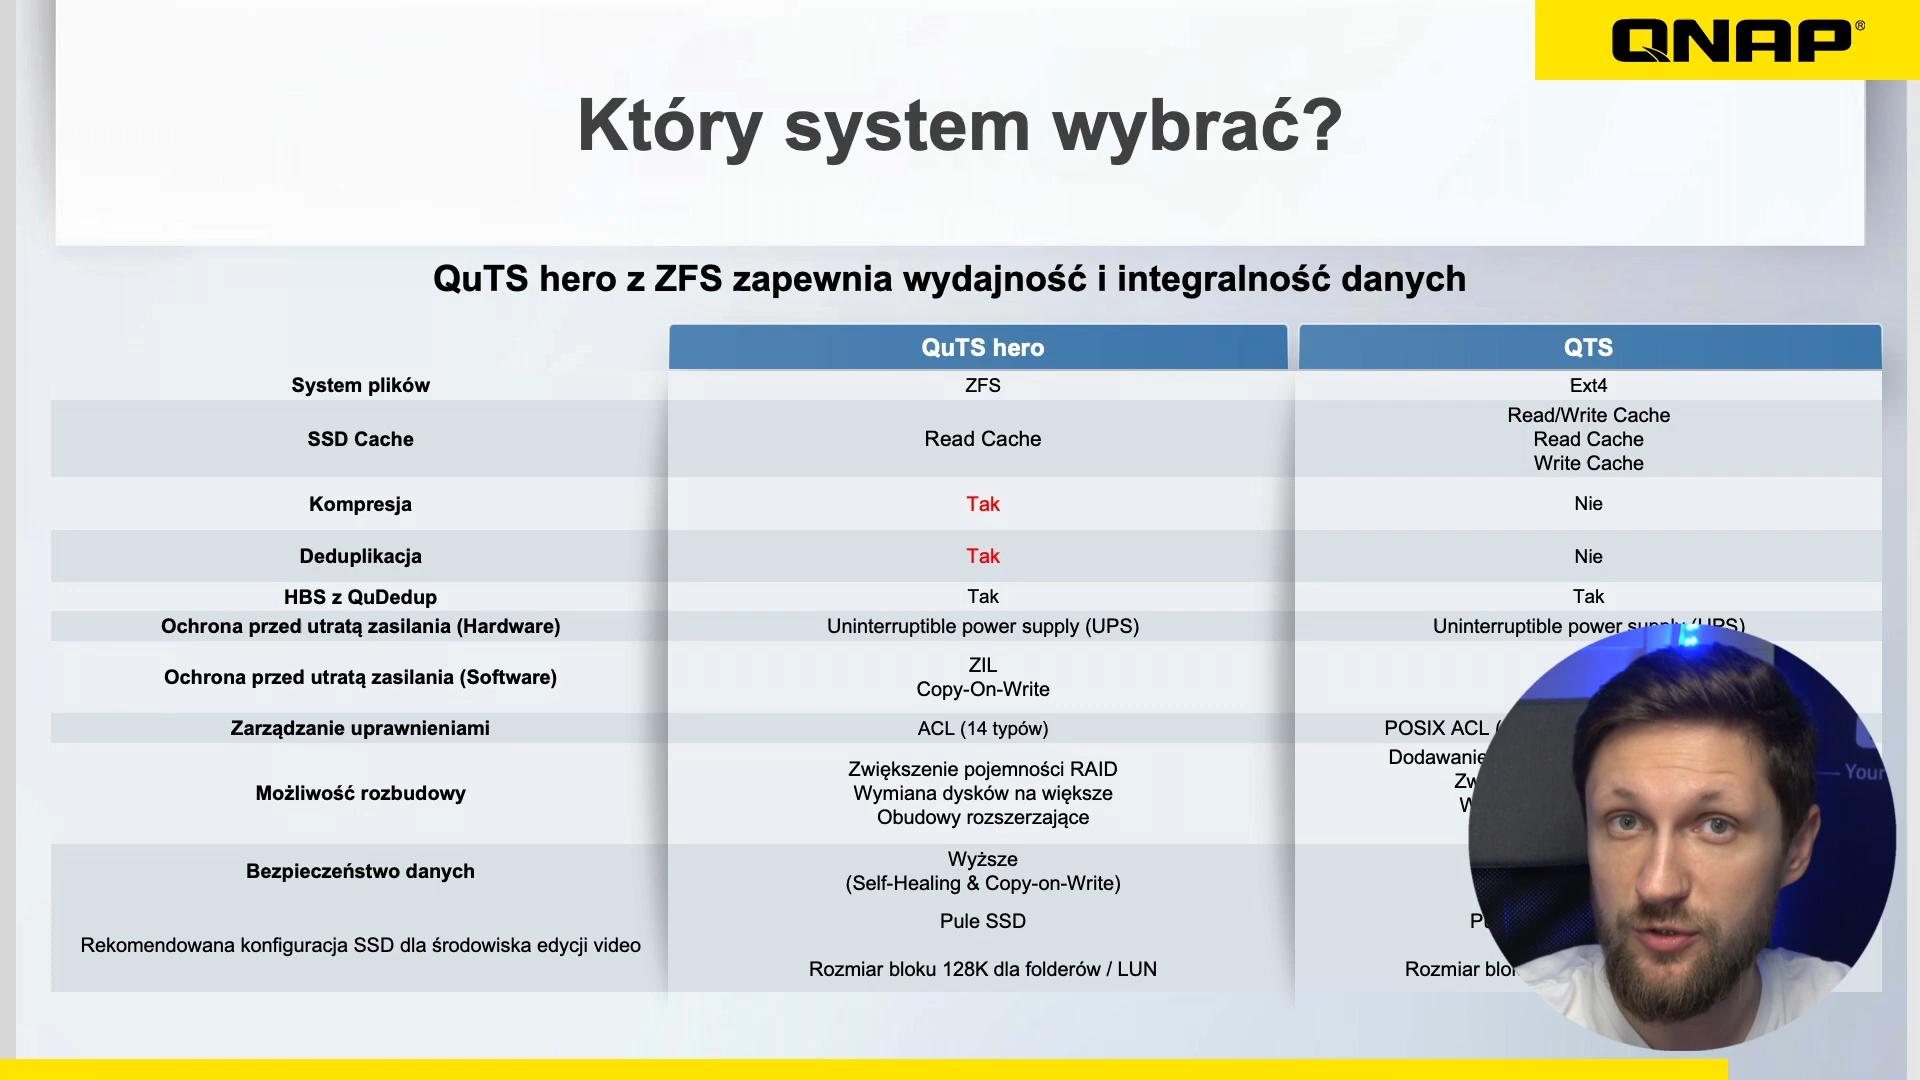 QNAP®
Który system wybrać?
QuTS hero z ZFS zapewnia wydajność i integralność danych
QuTS hero QTS
System plików ZFS Ext4
SSD Cache Read Cache Read/Write Cache
Read Cache
Write Cache
Kompresja Tak Nie
Deduplikacja Tak Nie
HBS z QuDedup Tak Tak
Ochrona przed utratą zasilania (Hardware) Uninterruptible power supply (UPS) Uninterruptible power supply (UPS)
Ochrona przed utratą zasilania (Software) ZIL
Copy-On-Write
Zarządzanie uprawnieniami ACL (14 typów) POSIX ACL
Możliwość rozbudowy Zwiększenie pojemności RAID Dodawanie
Wymiana dysków na większe
Obudowy rozszerzające
Bezpieczeństwo danych Wyższe
(Self-Healing & Copy-on-Write)
Rekomendowana konfiguracja SSD dla środowiska edycji video Pule SSD
Rozmiar bloku 128K dla folderów / LUN Rozmiar
Your